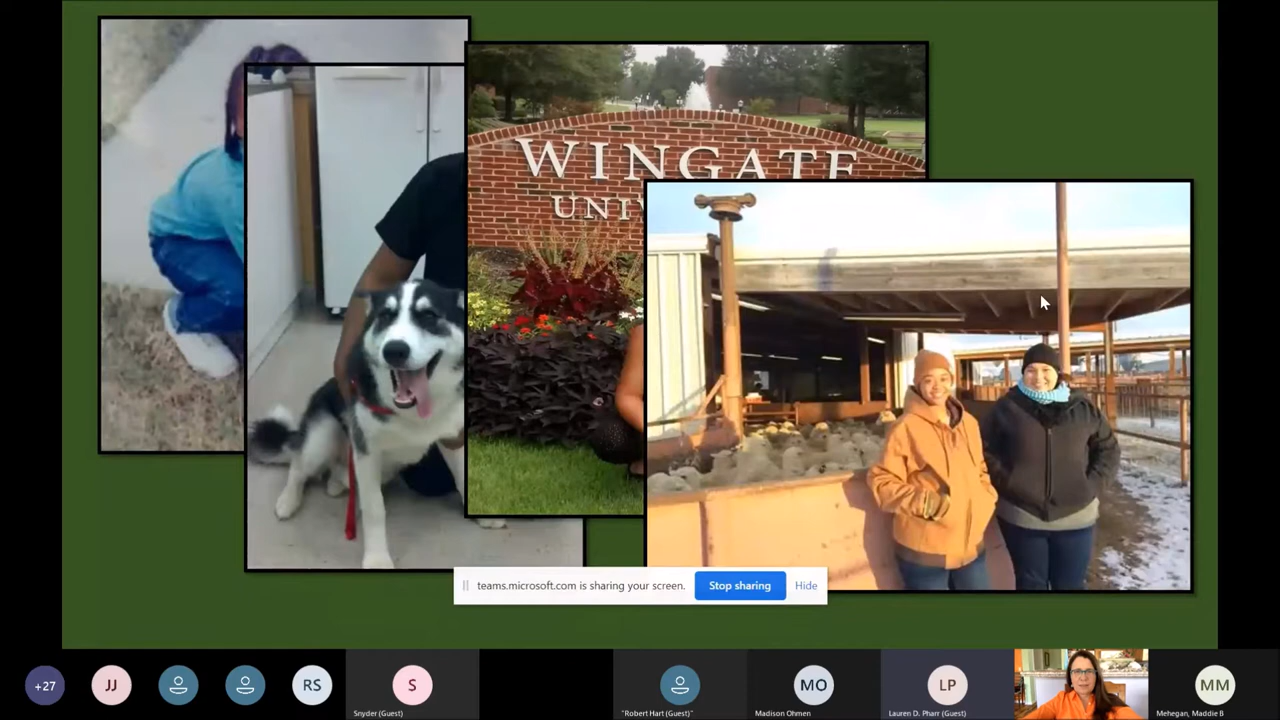 WINGATE
UNIV
teams.microsoft.com is sharing your screen.
Stop sharing
Hide
+27
JJ
RS
S
Snyder (Guest)
"Robert Hart (Guest)"
MO
Madison Ohmen
LP
Lauren D. Pharr (Guest)
MM
Mehegan, Maddie B